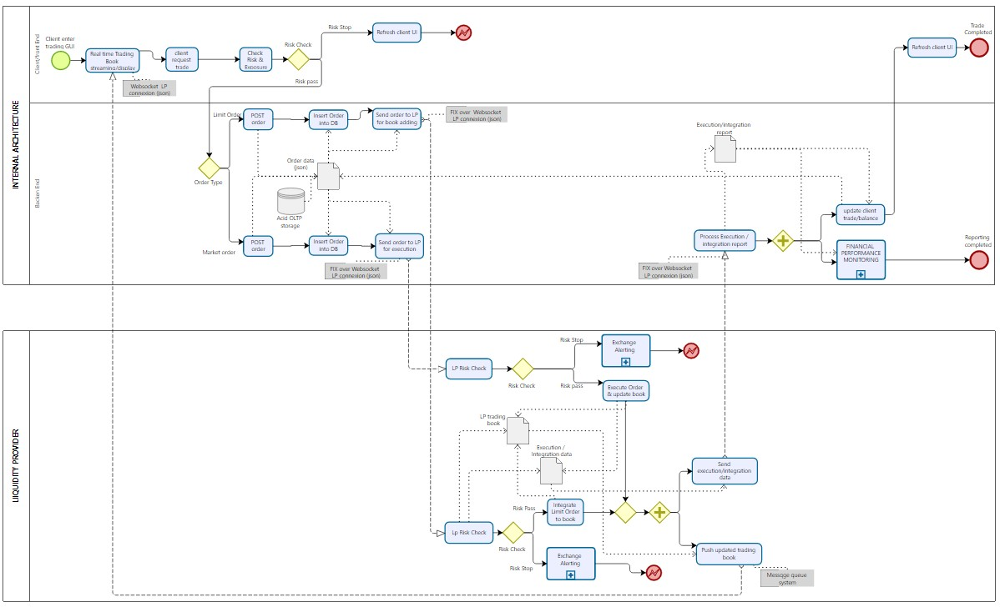 INTERNAL ARCHITECTURE
Client/front End
Client enter
trading GUI
Real time Trading
Book
streaming/display
Websocket LP
connexion (json)
client
request
trade
Check
Risk &
Exposure
Risk Check
Risk Stop
Risk pass
Refresh client UI
Refresh client UI
Trade
Completed
Backen End
Limit Order
POST
order
Insert Order
into DB
Send order to LP
for book adding
FIX over Websocket
LP connexion (json)
Order Type
Order data
(json)
Acid OLTP
storage
Market order
POST
order
Insert Order
into DB
Send order to LP
for execution
FIX over Websocket
LP connexion (json)
Execution/integration
report
Process Execution /
integration report
FIX over Websocket
LP connexion (json)
update client
trade/balance
FINANCIAL
PERFORMANCE
MONITORING
Reporting
completed
LIIQUIDITY PROVIDER
LP Risk Check
Risk Check
Risk Stop
Risk pass
Exchange
Alerting
Execute Order
& update book
LP trading
book
Execution /
Integration data
Lp Risk Check
Risk Check
Risk Pass
Risk Stop
Integrate
Limit Order
to book
Exchange
Alerting
Send
execution/integration
data
Push updated trading
book
Message queue
system